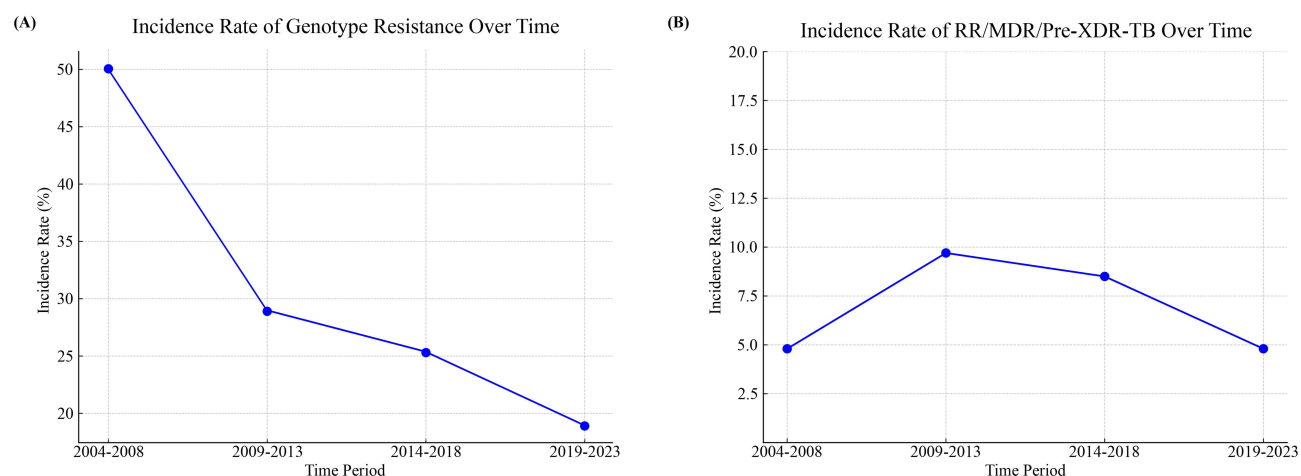 (A)
Incidence Rate of Genotype Resistance Over Time
50
45
40
35
30
25
20
Incidence Rate (%)
2004-2008 2009-2013 2014-2018 2019-2023
Time Period
(B)
Incidence Rate of RR/MDR/Pre-XDR-TB Over Time
20.0
17.5
15.0
12.5
10.0
7.5
5.0
2.5
Incidence Rate (%)
2004-2008 2009-2013 2014-2018 2019-2023
Time Period